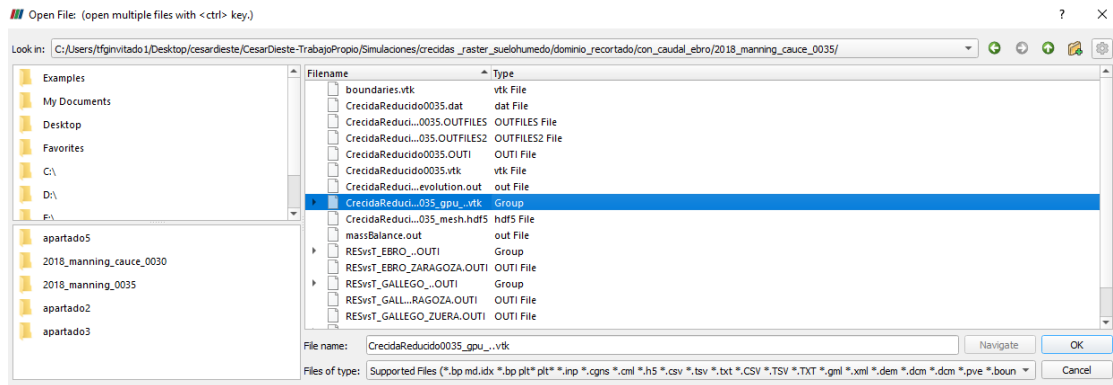 Open File:  (open multiple files with <ctrl> key.)
? ×
Look in: C:/Users/tfginvitado1/Desktop/cesardieste/CesarDieste-TrabajoPropio/Simulaciones/crecidas _raster_suelohumedo/dominio_recortado/con_caudal_ebro/2018_manning_cauce_0035/
Examples
My Documents
Desktop
Favorites
C:\
D:\
E:\
apartado5
2018_manning_cauce_0030
2018_manning_0035
apartado2
apartado3
Filename Type
boundaries.vtk vtk File
CrecidaReducido0035.dat dat File
CrecidaReduci...0035.OUTFILES OUTFILES File
CrecidaReduci...035.OUTFILES2 OUTFILES2 File
CrecidaReducido0035.OUTI OUTI File
CrecidaReducido0035.vtk vtk File
CrecidaReduci...evolution.out out File
CrecidaReduci...035_gpu_..vtk Group
CrecidaReduci...035_mesh.hdf5 hdf5 File
massBalance.out out File
RESvsT_EBRO_..OUTI Group
RESvsT_EBRO_ZARAGOZA.OUTI OUTI File
RESvsT_GALLEGO_..OUTI Group
RESvsT_GALL...RAGOZA.OUTI OUTI File
RESvsT_GALLEGO_ZUERA.OUTI OUTI File
File name: CrecidaReducido0035_gpu_..vtk Navigate OK
Files of type: Supported Files (*.bp md.idx *.bp plt* plt* *.inp *.cgns *.cml *.h5 *.csv *.tsv *.txt *.CSV *.TSV *.TXT *.gml *.xml *.dem *.dcm *.dcm *.pve *.boun Cancel